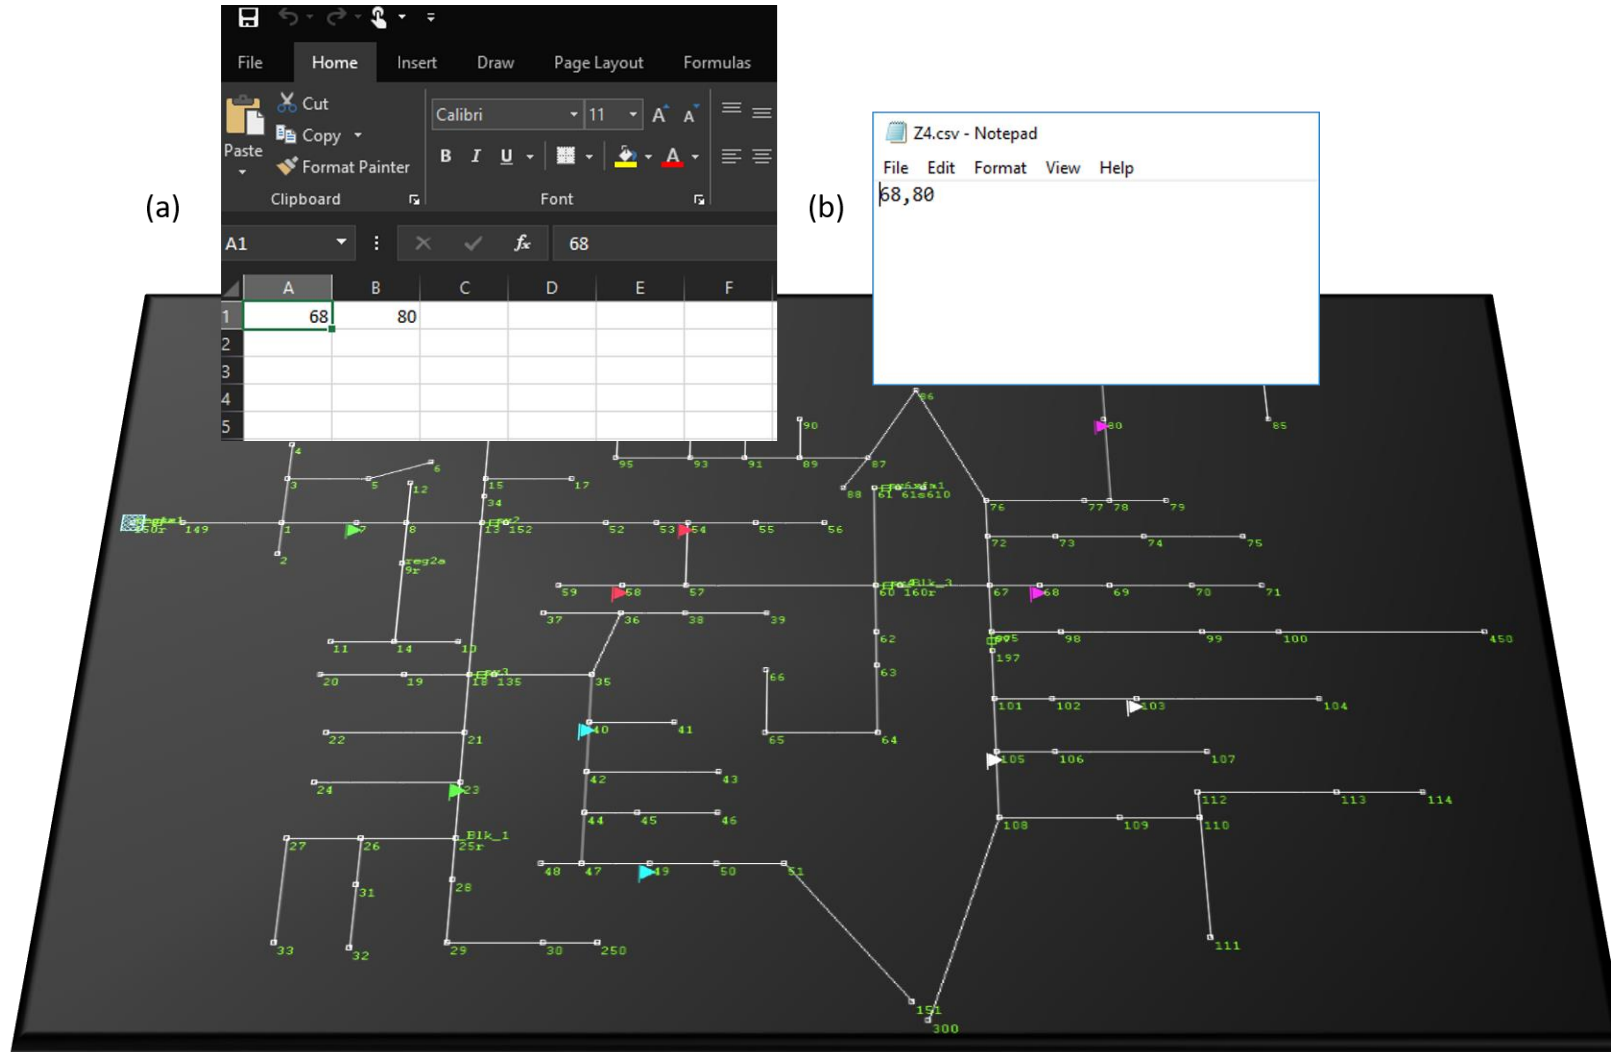 File Home Insert Draw Page Layout Formulas
Cut
Copy
Paste
Format Painter
Calibri 11 A A
B I U A
Clipboard Font
(a)
A1 fx 68
A B C D E F
1 68 80
2
3
4
5
(b)
Z4.csv - Notepad
File Edit Format View Help
68,80
86
90 80 85
4
95 93 91 89 87
6
3 5 12 15 17 88 61 61s610
34 76 77 78 79
150r 149 1 7 8 13 152 52 53 54 55 56
72 73 74 75
2 reg2a
9r
59 58 57 60 160r 67 68 69 70 71
_Blk_3
37 36 38 39
62 98 99 100 450
11 14 10
197
63
20 19 18 135 35 66
101 102 103 104
22 21 40 41 65 64
105 106 107
42 43
24 23
112 113 114
44 45 46
108 109 110
_Blk_1
27 26 25r
48 47 49 50 51
31 28
33 32 29 30 250
111
151
300